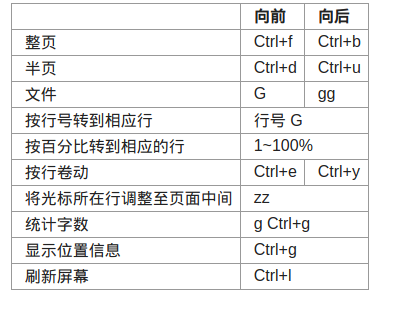 向前 向后
整页 Ctrl+f Ctrl+b
半页 Ctrl+d Ctrl+u
文件 G gg
按行号转到相应行 行号 G
按百分比转到相应的行 1~100%
按行卷动 Ctrl+e Ctrl+y
将光标所在行调整至页面中间 zz
统计字数 g Ctrl+g
显示位置信息 Ctrl+g
刷新屏幕 Ctrl+l